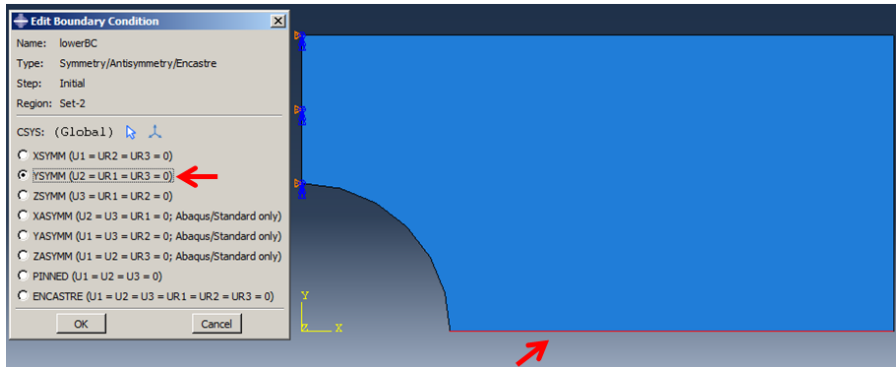 Edit Boundary Condition
Name: lowerBC
Type: Symmetry/Antisymmetry/Encastre
Step: Initial
Region: Set-2
CSYS: (Global)
XSYMM (U1 = UR2 = UR3 = 0)
YSYMM (U2 = UR1 = UR3 = 0)
ZSYMM (U3 = UR1 = UR2 = 0)
XASYMM (U2 = U3 = UR1 = 0; Abaqus/Standard only)
YASYMM (U1 = U3 = UR2 = 0; Abaqus/Standard only)
ZASYMM (U1 = U2 = UR3 = 0; Abaqus/Standard only)
PINNED (U1 = U2 = U3 = 0)
ENCASTRE (U1 = U2 = U3 = UR1 = UR2 = UR3 = 0)
OK Cancel
Y
Z X